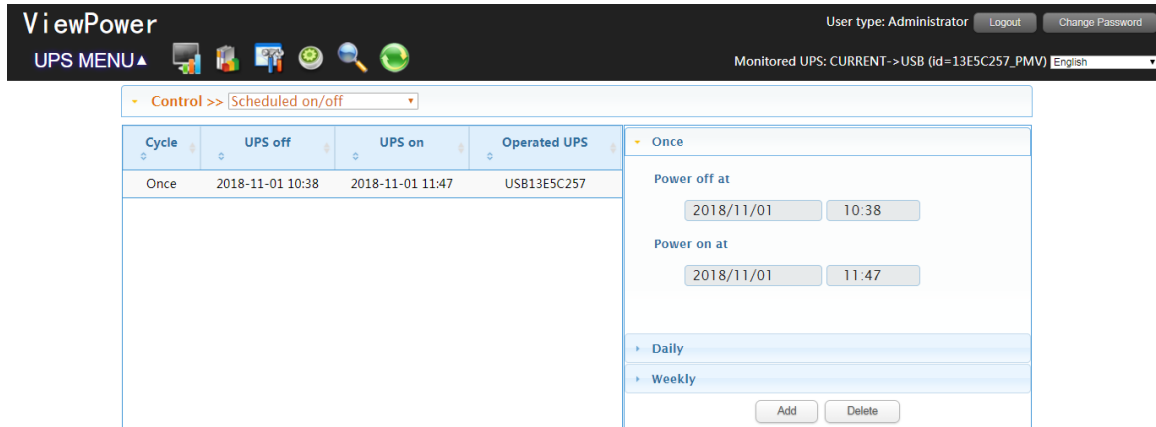 ViewPower
User type: Administrator Logout Change Password
UPS MENU▲
Monitored UPS: CURRENT->USB (id=13E5C257_PMV) English
Control >> Scheduled on/off
Cycle UPS off UPS on Operated UPS
Once 2018-11-01 10:38 2018-11-01 11:47 USB13E5C257
Once
Power off at
2018/11/01 10:38
Power on at
2018/11/01 11:47
Daily
Weekly
Add Delete